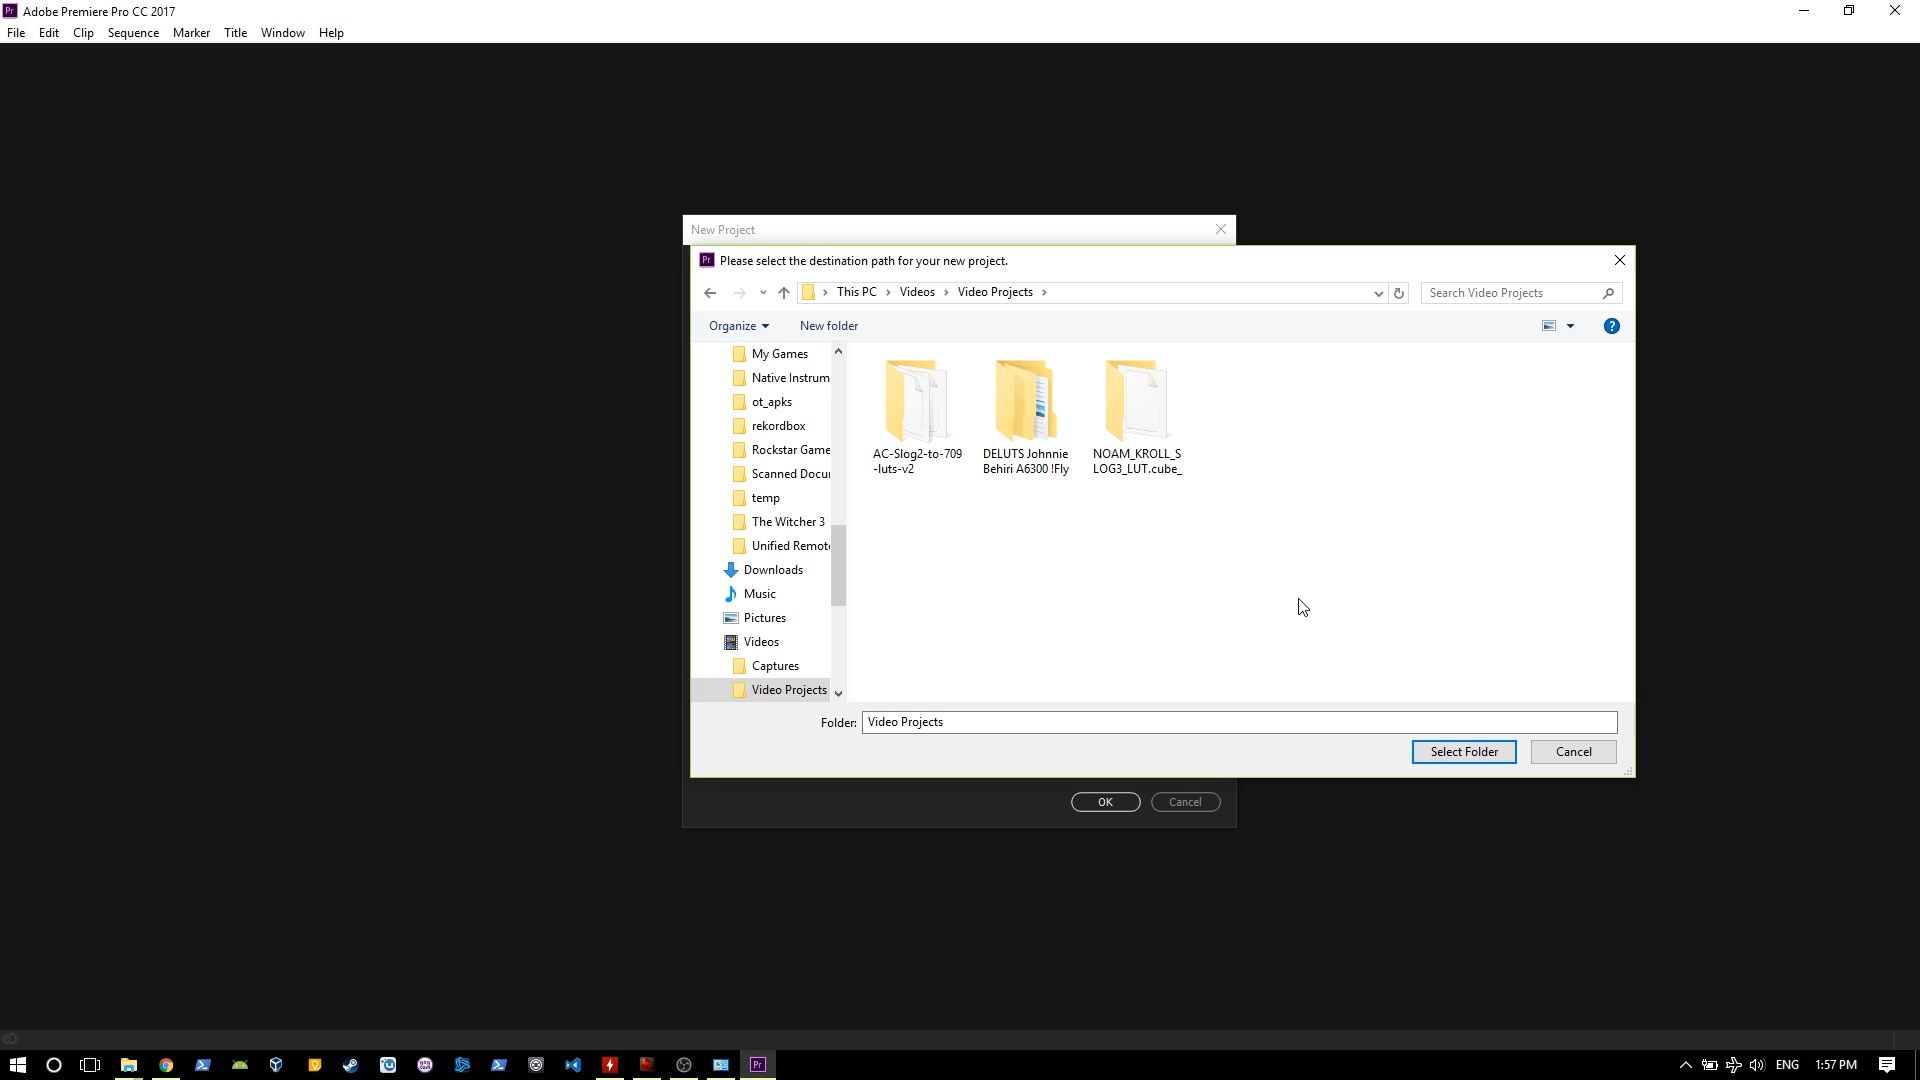 Adobe Premiere Pro CC 2017
File Edit Clip Sequence Marker Title Window Help
New Project
Please select the destination path for your new project.
This PC > Videos > Video Projects >
Search Video Projects
Organize
New folder
My Games
Native Instrum
ot_apks
rekordbox
Rockstar Game
Scanned Docu
temp
The Witcher 3
Unified Remot
Downloads
Music
Pictures
Videos
Captures
Video Projects
AC-Slog2-to-709
-luts-v2
DELUTS Johnnie
Behiri A6300 !Fly
NOAM_KROLL_S
LOG3_LUT.cube_
Folder: Video Projects
Select Folder
Cancel
OK
Cancel
ENG
1:57 PM